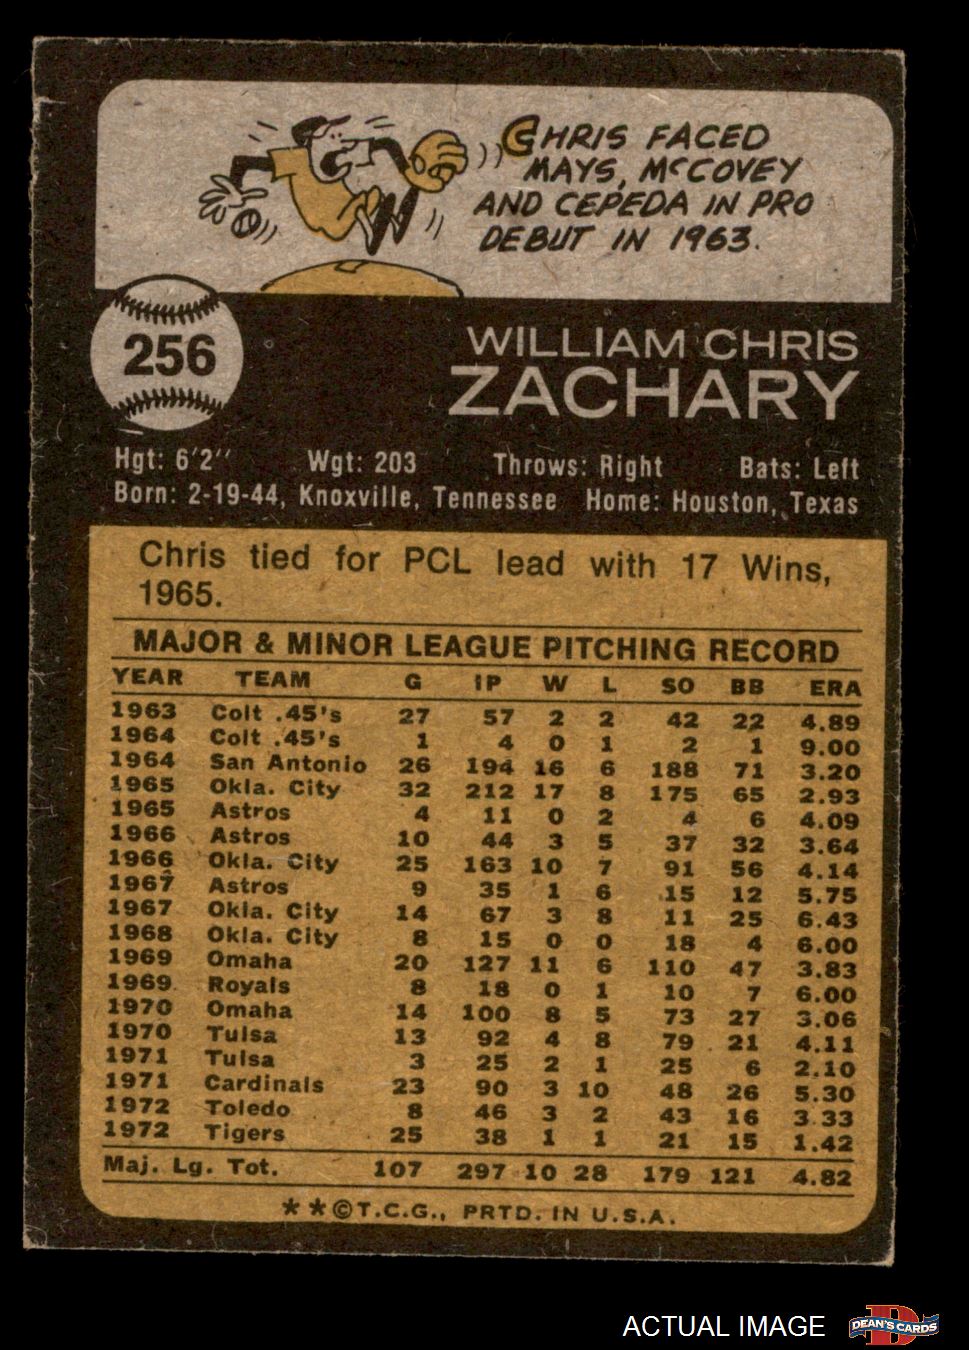 CHRIS FACED
MAYS, McCOVEY
AND CEPEDA IN PRO
DEBUT IN 1963.
256
WILLIAM CHRIS
ZACHARY
Hgt: 6'2" Wgt: 203 Throws: Right Bats: Left
Born: 2-19-44, Knoxville, Tennessee Home: Houston, Texas
Chris tied for PCL lead with 17 Wins,
1965.
MAJOR & MINOR LEAGUE PITCHING RECORD
YEAR TEAM G IP W L SO BB ERA
1963 Colt .45's 27 57 2 2 42 22 4.89
1964 Colt .45's 1 4 0 1 2 1 9.00
1964 San Antonio 26 194 16 6 188 71 3.20
1965 Okla. City 32 212 17 8 175 65 2.93
1965 Astros 4 11 0 2 4 6 4.09
1966 Astros 10 44 3 5 37 32 3.64
1966 Okla. City 25 163 10 7 91 56 4.14
1967 Astros 9 35 1 6 15 12 5.75
1967 Okla. City 14 67 3 8 11 25 6.43
1968 Okla. City 8 15 0 0 18 4 6.00
1969 Omaha 20 127 11 6 110 47 3.83
1969 Royals 8 18 0 1 10 7 6.00
1970 Omaha 14 100 8 5 73 27 3.06
1970 Tulsa 13 92 4 8 79 21 4.11
1971 Tulsa 3 25 2 1 25 6 2.10
1971 Cardinals 23 90 3 10 48 26 5.30
1972 Toledo 8 46 3 2 43 16 3.33
1972 Tigers 25 38 1 1 21 15 1.42
Maj. Lg. Tot. 107 297 10 28 179 121 4.82
**©T.C.G., PRTD. IN U.S.A.
ACTUAL IMAGE
D
DEAN'S CARDS